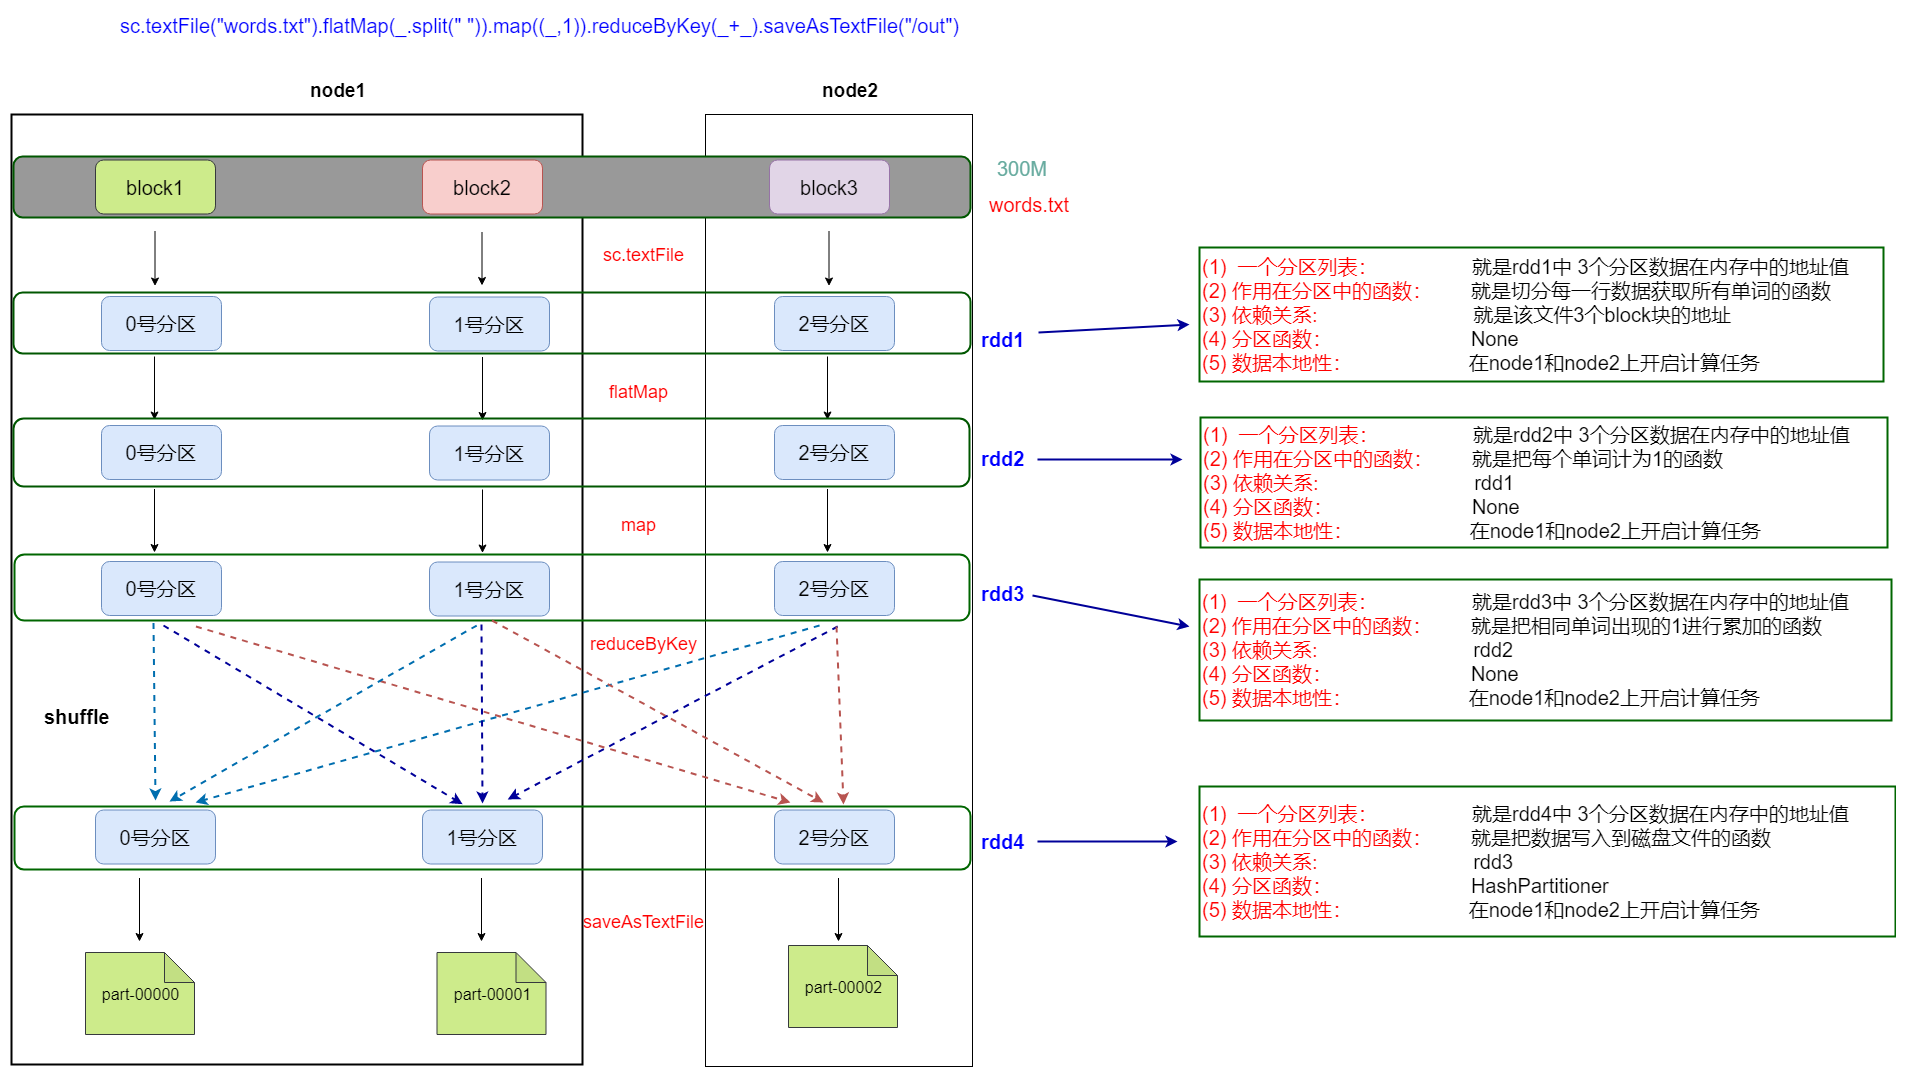 sc.textFile("words.txt").flatMap(_.split(" ")).map((_,1)).reduceByKey(_+_).saveAsTextFile("/out")
node1
node2
block1
block2
block3
300M
words.txt
sc.textFile
0号分区
1号分区
2号分区
rdd1
(1) 一个分区列表: 就是rdd1中 3个分区数据在内存中的地址值
(2) 作用在分区中的函数: 就是切分每一行数据获取所有单词的函数
(3) 依赖关系: 就是该文件3个block块的地址
(4) 分区函数: None
(5) 数据本地性: 在node1和node2上开启计算任务
flatMap
0号分区
1号分区
2号分区
rdd2
(1) 一个分区列表: 就是rdd2中 3个分区数据在内存中的地址值
(2) 作用在分区中的函数: 就是把每个单词计为1的函数
(3) 依赖关系: rdd1
(4) 分区函数: None
(5) 数据本地性: 在node1和node2上开启计算任务
map
0号分区
1号分区
2号分区
rdd3
(1) 一个分区列表: 就是rdd3中 3个分区数据在内存中的地址值
(2) 作用在分区中的函数: 就是把相同单词出现的1进行累加的函数
(3) 依赖关系: rdd2
(4) 分区函数: None
(5) 数据本地性: 在node1和node2上开启计算任务
reduceByKey
shuffle
0号分区
1号分区
2号分区
rdd4
(1) 一个分区列表: 就是rdd4中 3个分区数据在内存中的地址值
(2) 作用在分区中的函数: 就是把数据写入到磁盘文件的函数
(3) 依赖关系: rdd3
(4) 分区函数: HashPartitioner
(5) 数据本地性: 在node1和node2上开启计算任务
saveAsTextFile
part-00000
part-00001
part-00002